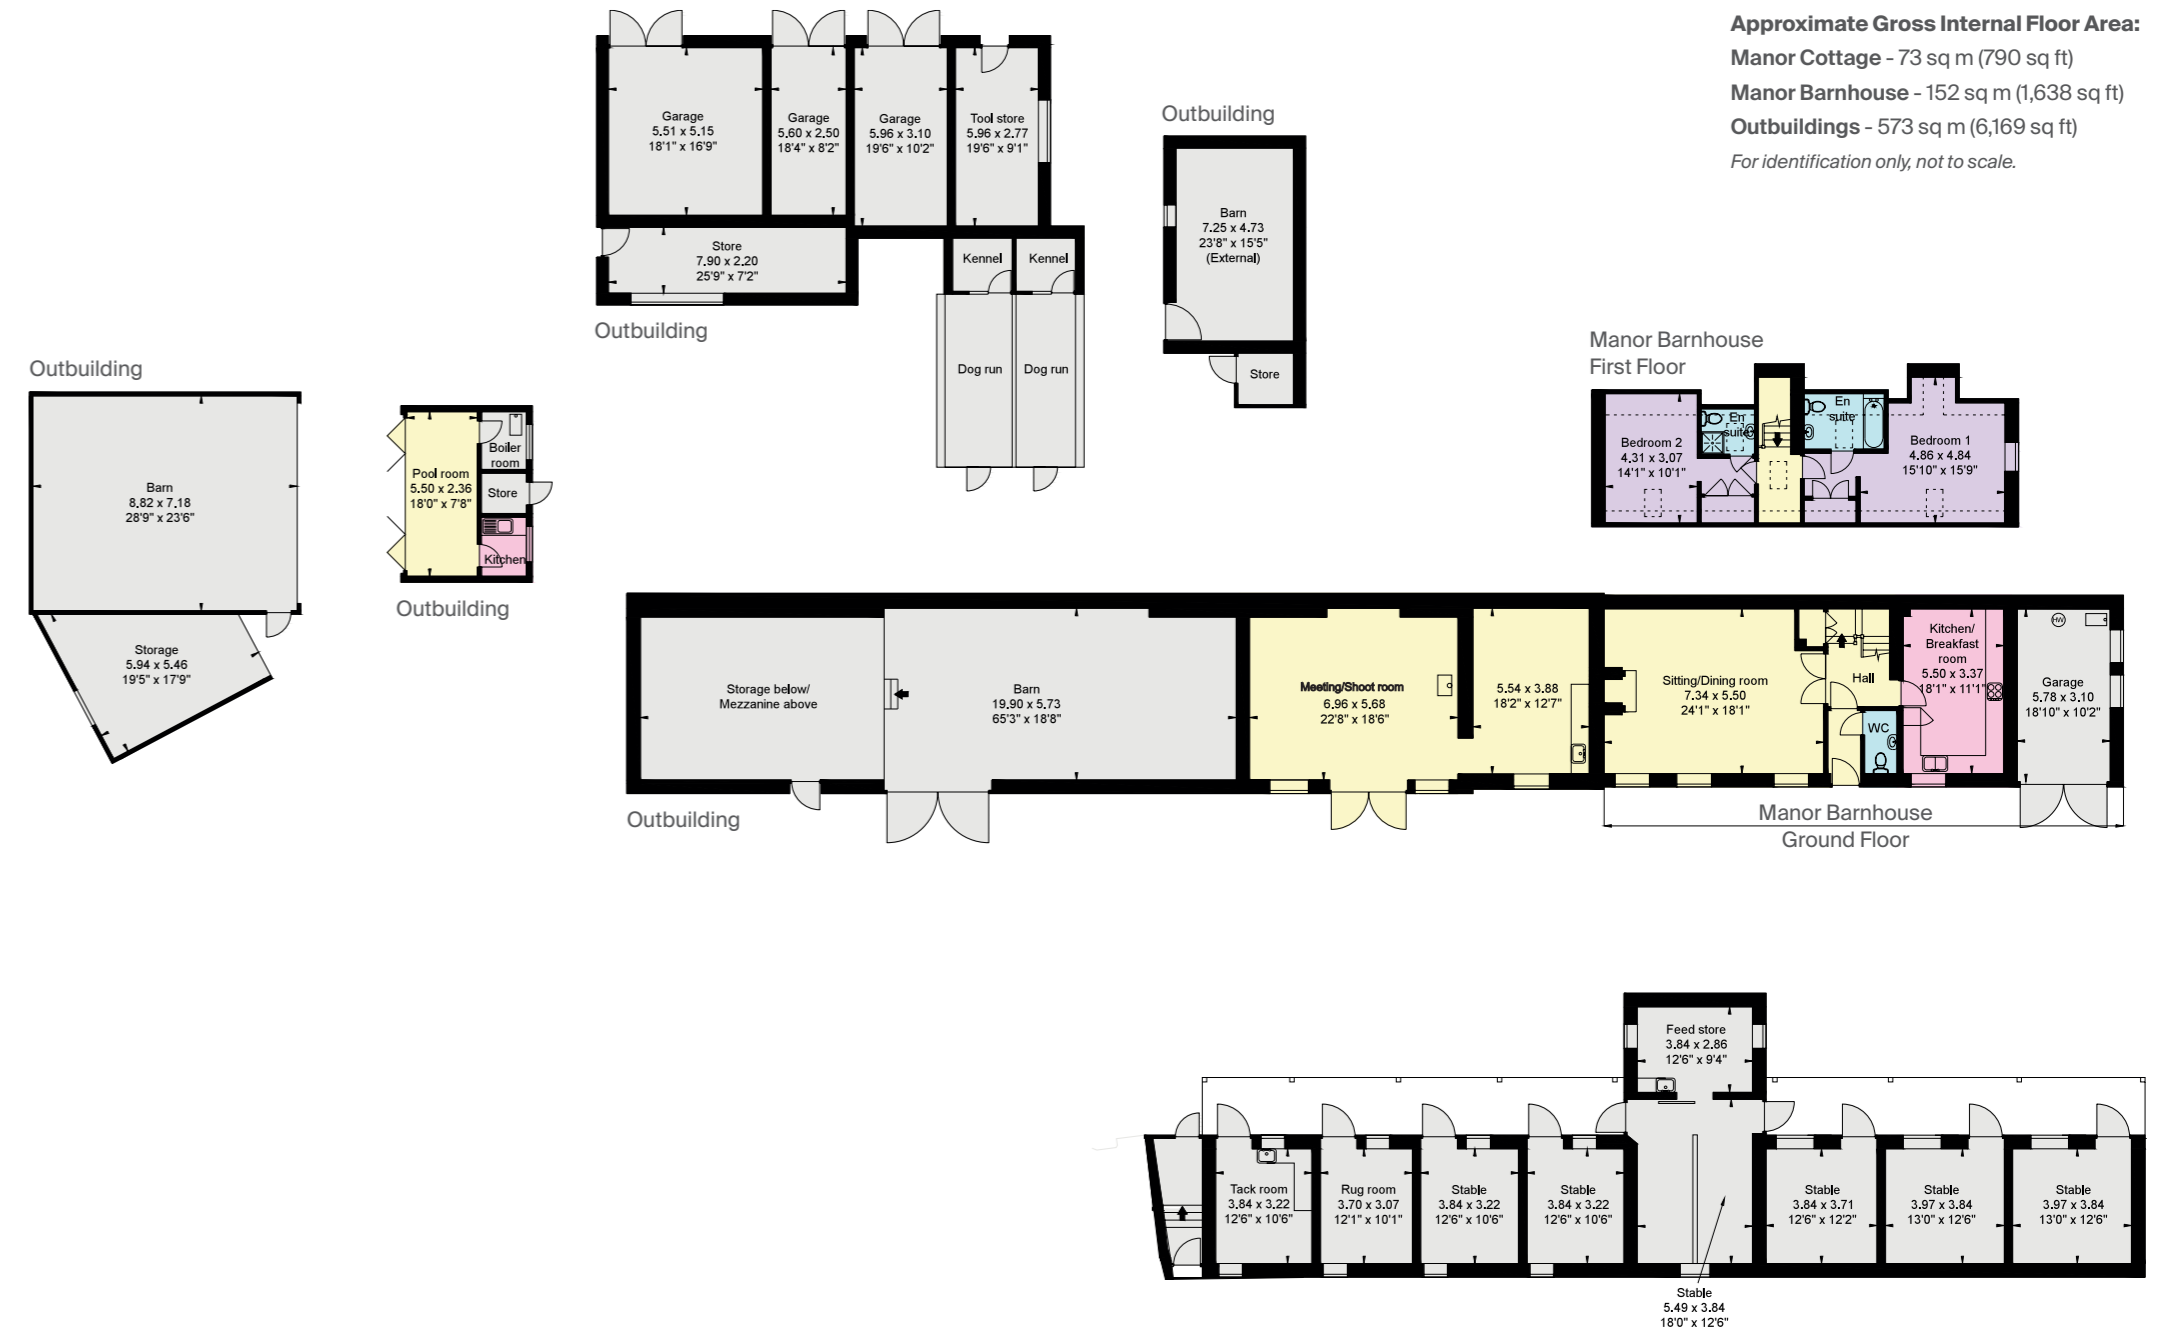 Approximate Gross Internal Floor Area:
Manor Cottage - 73 sq m (790 sq ft)
Manor Barnhouse - 152 sq m (1,638 sq ft)
Outbuildings - 573 sq m (6,169 sq ft)
For identification only, not to scale.
Garage
5.51 x 5.15
18'1" x 16'9"
Garage
5.60 x 2.50
18'4" x 8'2"
Garage
5.96 x 3.10
19'6" x 10'2"
Tool store
5.96 x 2.77
19'6" x 9'1"
Store
7.90 x 2.20
25'9" x 7'2"
Kennel
Kennel
Dog run
Dog run
Outbuilding
Outbuilding
Barn
7.25 x 4.73
23'8" x 15'5"
(External)
Store
Outbuilding
Barn
8.82 x 7.18
28'9" x 23'6"
Storage
5.94 x 5.46
19'5" x 17'9"
Pool room
5.50 x 2.36
18'0" x 7'8"
Boiler
room
Store
Kitchen
Outbuilding
Manor Barnhouse
First Floor
Bedroom 2
4.31 x 3.07
14'1" x 10'1"
En
suite
En
suite
Bedroom 1
4.86 x 4.84
15'10" x 15'9"
Storage below/
Mezzanine above
Barn
19.90 x 5.73
65'3" x 18'8"
Meeting/Shoot room
6.96 x 5.68
22'8" x 18'6"
5.54 x 3.88
18'2" x 12'7"
Sitting/Dining room
7.34 x 5.50
24'1" x 18'1"
Hall
WC
Kitchen/
Breakfast
room
5.50 x 3.37
18'1" x 11'1"
HW
Garage
5.78 x 3.10
18'10" x 10'2"
Outbuilding
Manor Barnhouse
Ground Floor
Feed store
3.84 x 2.86
12'6" x 9'4"
Tack room
3.84 x 3.22
12'6" x 10'6"
Rug room
3.70 x 3.07
12'1" x 10'1"
Stable
3.84 x 3.22
12'6" x 10'6"
Stable
3.84 x 3.22
12'6" x 10'6"
Stable
3.84 x 3.71
12'6" x 12'2"
Stable
3.97 x 3.84
13'0" x 12'6"
Stable
3.97 x 3.84
13'0" x 12'6"
Stable
5.49 x 3.84
18'0" x 12'6"